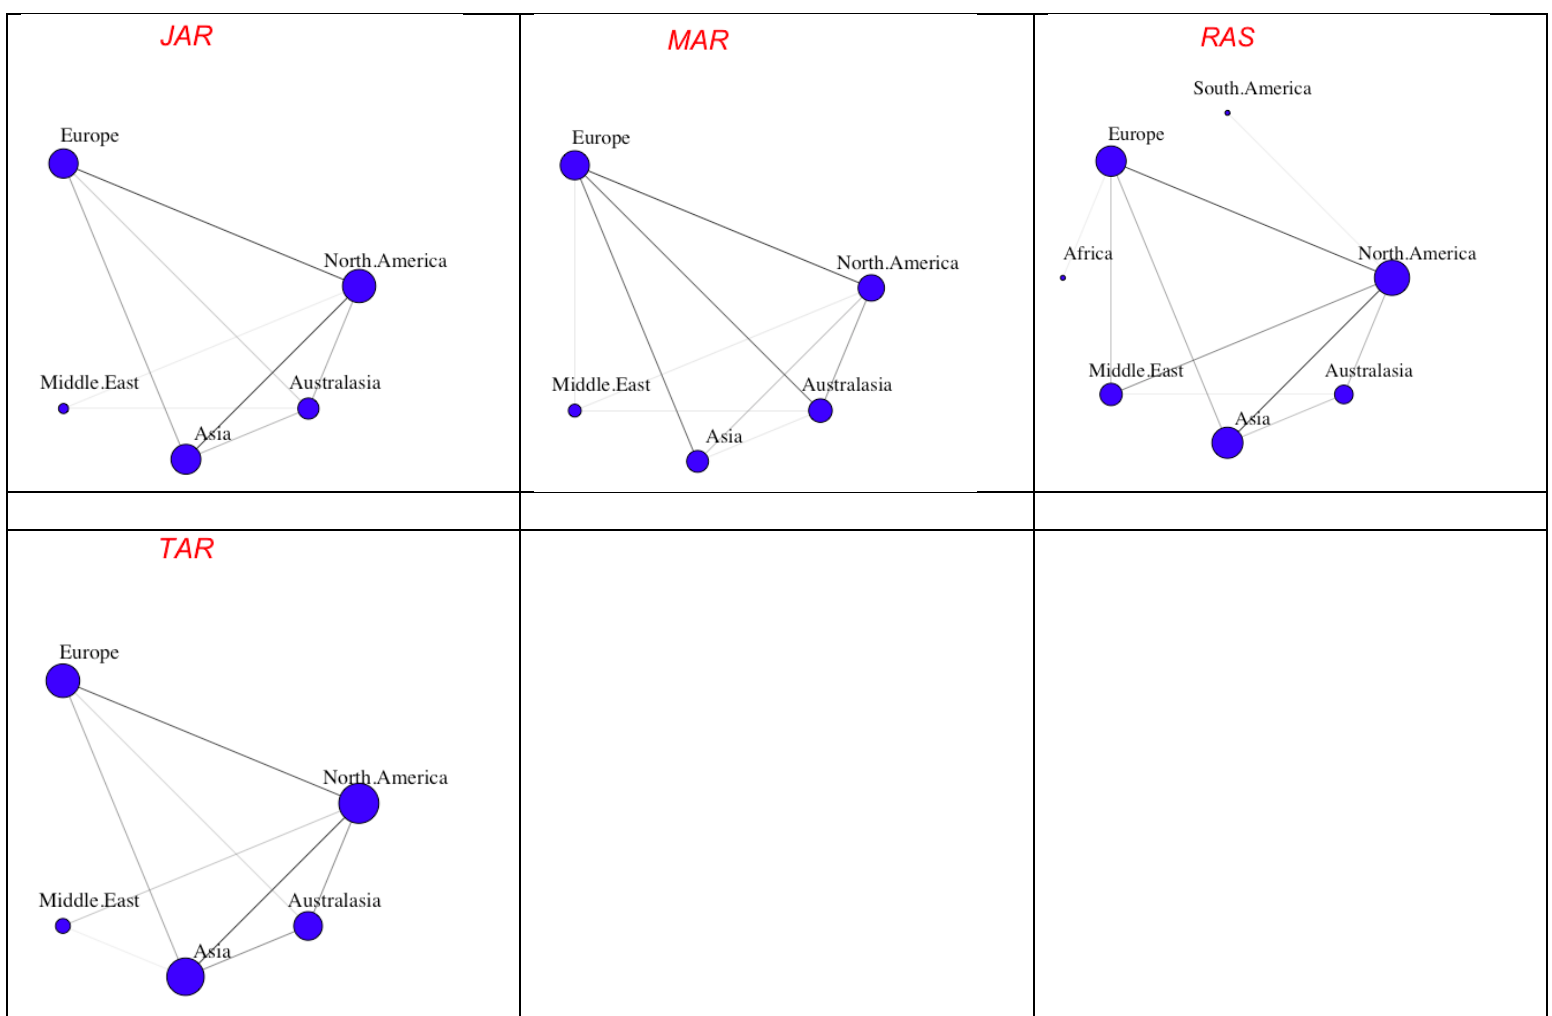 JAR
Europe
North.America
Middle.East
Australasia
Asia
MAR
Europe
North.America
Middle.East
Australasia
Asia
RAS
South.America
Europe
Africa
North.America
Middle.East
Australasia
Asia
TAR
Europe
North.America
Middle.East
Australasia
Asia